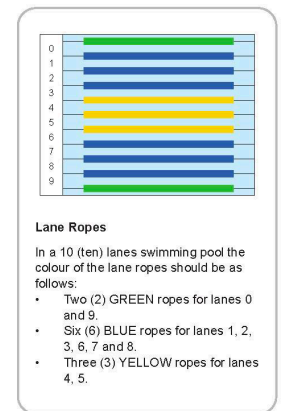 0
1
2
3
4
5
6
7
8
9
Lane Ropes
In a 10 (ten) lanes swimming pool the
colour of the lane ropes should be as
follows:
• Two (2) GREEN ropes for lanes 0
and 9.
• Six (6) BLUE ropes for lanes 1, 2,
3, 6, 7 and 8.
• Three (3) YELLOW ropes for lanes
4, 5.